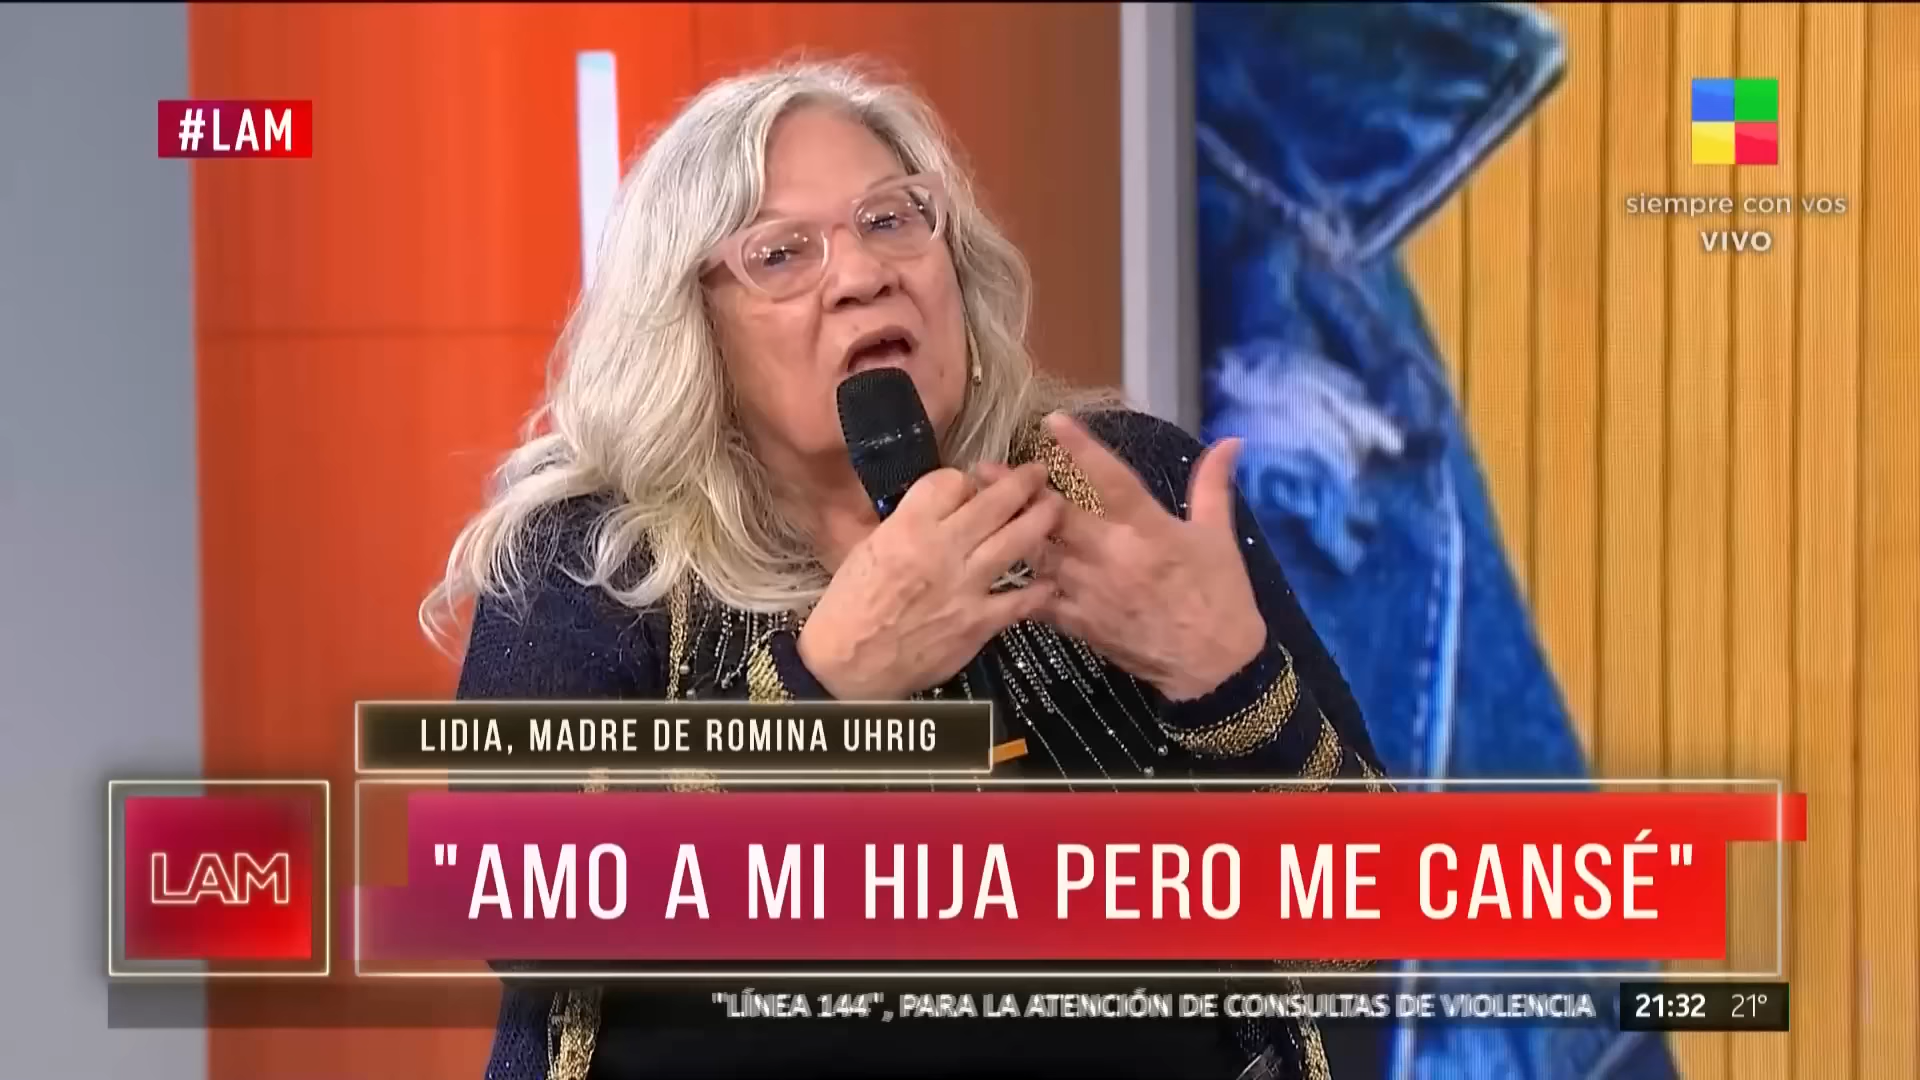 #LAM
siempre con vos
VIVO
LIDIA, MADRE DE ROMINA UHRIG
LAM
"AMO A MI HIJA PERO ME CANSÉ"
"LÍNEA 144", PARA LA ATENCIÓN DE CONSULTAS DE VIOLENCIA
21:32 21°